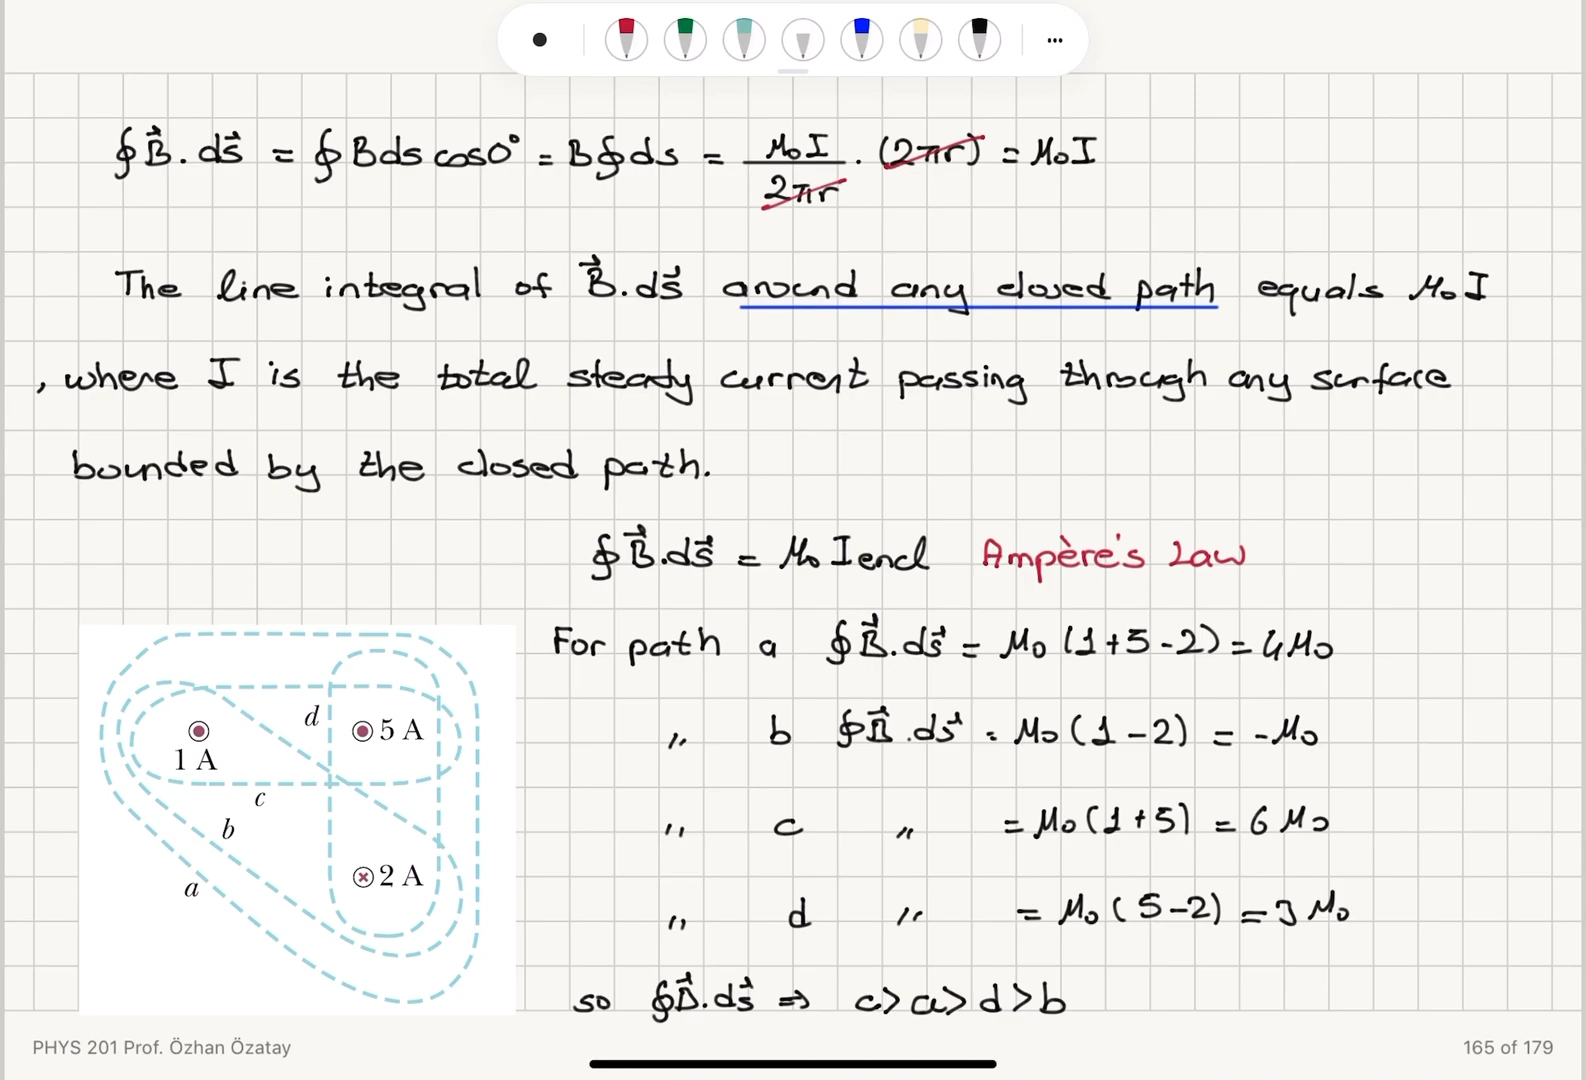 ∮B⃗.ds⃗ = ∮Bds cos0° = B∮ds = μ₀I/2πr . (2πr) = μ₀I
The line integral of B⃗.ds⃗ around any closed path equals μ₀I
, where I is the total steady current passing through any surface
bounded by the closed path.
∮B⃗.ds⃗ = μ₀ Iencl Ampère's Law
For path a ∮B⃗.ds⃗ = μ₀ (1+5-2) = 4μ₀
" b ∮B⃗.ds⃗ = μ₀ (1-2) = -μ₀
" c " = μ₀(1+5) = 6μ₀
" d " = μ₀(5-2) = 3μ₀
so ∮B⃗.ds⃗ ⇒ c>a>d>b
d
5 A
1 A
c
b
2 A
a
PHYS 201 Prof. Özhan Özatay
165 of 179